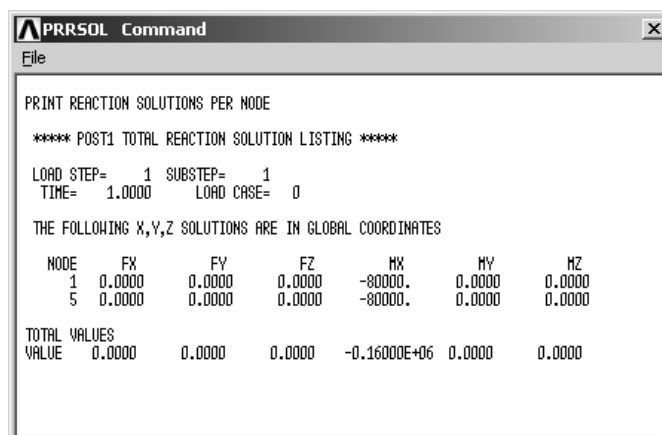 PRRSOL Command
File
PRINT REACTION SOLUTIONS PER NODE
***** POST1 TOTAL REACTION SOLUTION LISTING *****
LOAD STEP= 1 SUBSTEP= 1
TIME= 1.0000 LOAD CASE= 0
THE FOLLOWING X,Y,Z SOLUTIONS ARE IN GLOBAL COORDINATES
NODE FX FY FZ MX MY MZ
1 0.0000 0.0000 0.0000 -80000. 0.0000 0.0000
5 0.0000 0.0000 0.0000 -80000. 0.0000 0.0000
TOTAL VALUES
VALUE 0.0000 0.0000 0.0000 -0.16000E+06 0.0000 0.0000